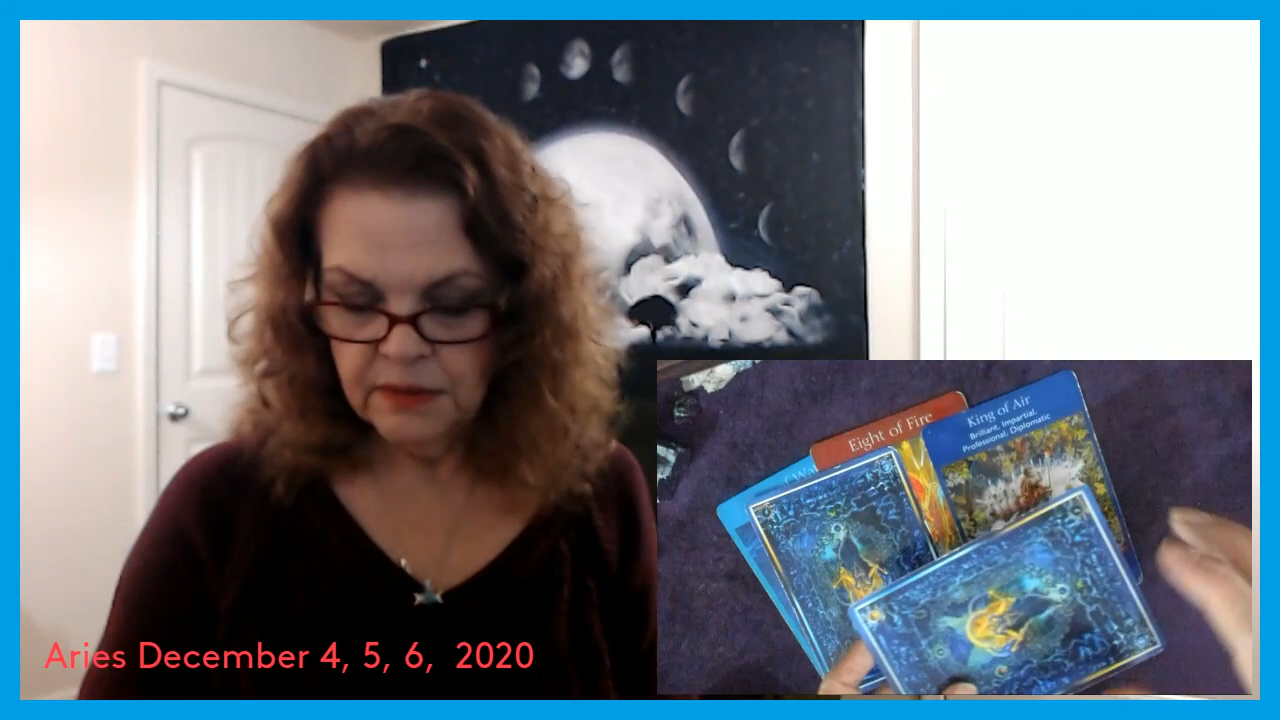 Eight of Fire
King of Air
Brilliant, Impartial,
Professional, Diplomatic
Aries December 4, 5, 6, 2020